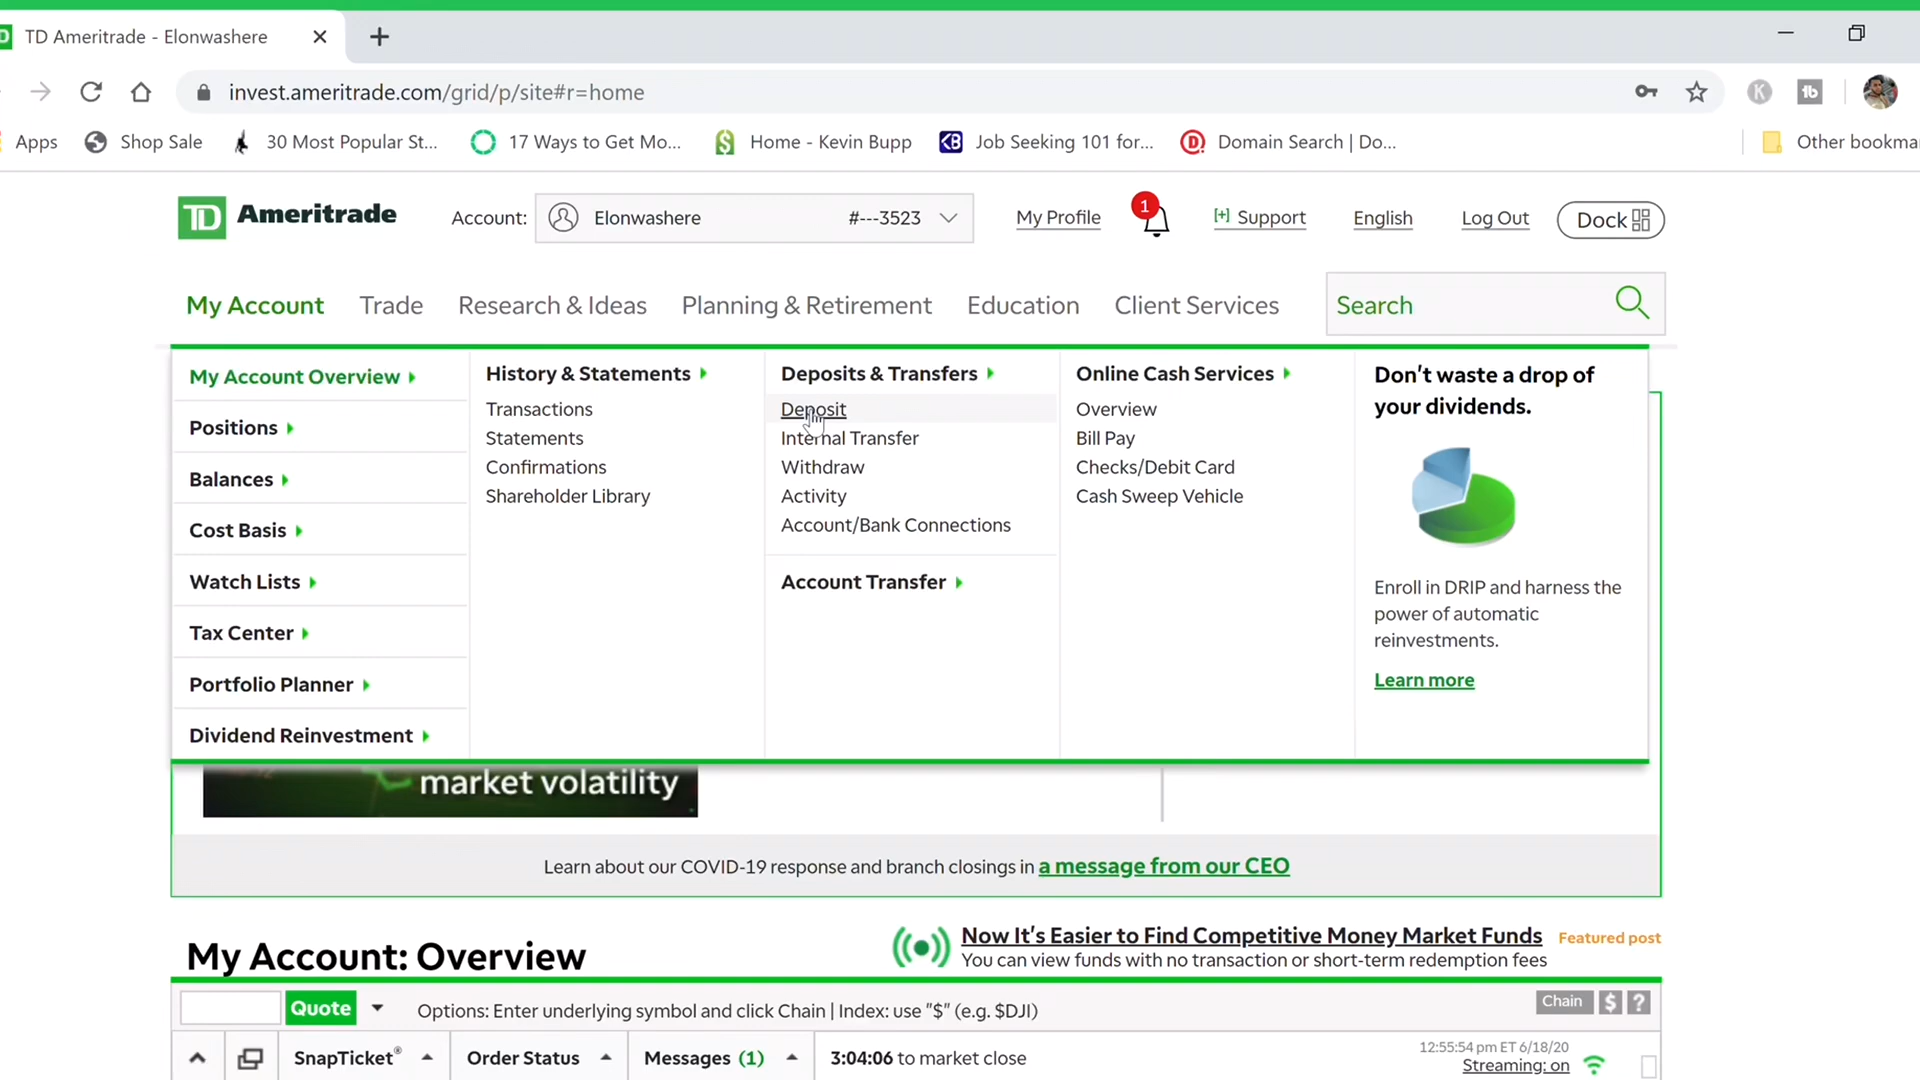 TD Ameritrade - Elonwashere
invest.ameritrade.com/grid/p/site#r=home
Apps Shop Sale 30 Most Popular St... 17 Ways to Get Mo... Home - Kevin Bupp Job Seeking 101 for... Domain Search | Do... Other bookma
TD Ameritrade Account: Elonwashere #---3523 My Profile 1 [+] Support English Log Out Dock
My Account Trade Research & Ideas Planning & Retirement Education Client Services Search
My Account Overview
Positions
Balances
Cost Basis
Watch Lists
Tax Center
Portfolio Planner
Dividend Reinvestment
History & Statements
Transactions
Statements
Confirmations
Shareholder Library
Deposits & Transfers
Deposit
Internal Transfer
Withdraw
Activity
Account/Bank Connections
Account Transfer
Online Cash Services
Overview
Bill Pay
Checks/Debit Card
Cash Sweep Vehicle
Don't waste a drop of
your dividends.
Enroll in DRIP and harness the
power of automatic
reinvestments.
Learn more
market volatility
Learn about our COVID-19 response and branch closings in a message from our CEO
My Account: Overview
Now It's Easier to Find Competitive Money Market Funds Featured post
You can view funds with no transaction or short-term redemption fees
Quote Options: Enter underlying symbol and click Chain | Index: use "$" (e.g. $DJI) Chain $ ?
SnapTicket® Order Status Messages (1) 3:04:06 to market close
12:55:54 pm ET 6/18/20
Streaming: on